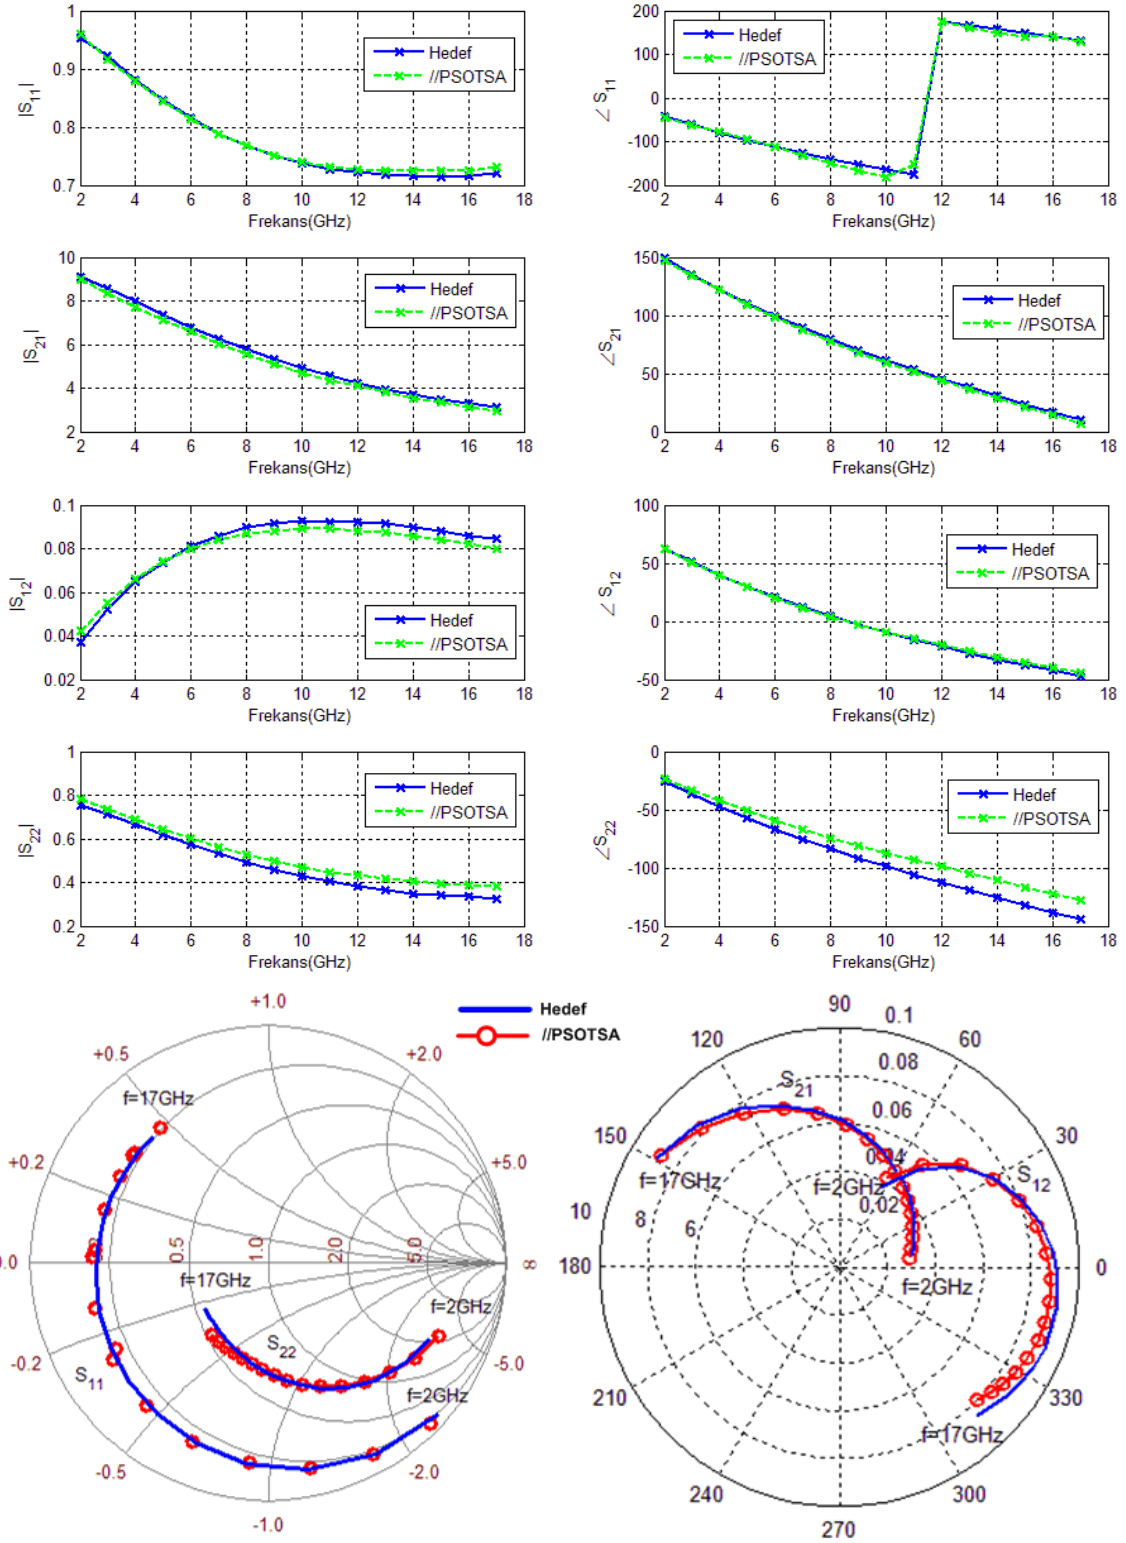 |S11|
1
0.9
0.8
0.7
2 4 6 8 10 12 14 16 18
Frekans(GHz)
Hedef
//PSOTSA
∠ S11
200
100
0
-100
-200
2 4 6 8 10 12 14 16 18
Frekans(GHz)
Hedef
//PSOTSA
|S21|
10
8
6
4
2
2 4 6 8 10 12 14 16 18
Frekans(GHz)
Hedef
//PSOTSA
∠S21
150
100
50
0
2 4 6 8 10 12 14 16 18
Frekans(GHz)
Hedef
//PSOTSA
|S12|
0.1
0.08
0.06
0.04
0.02
2 4 6 8 10 12 14 16 18
Frekans(GHz)
Hedef
//PSOTSA
∠ S12
100
50
0
-50
2 4 6 8 10 12 14 16 18
Frekans(GHz)
Hedef
//PSOTSA
|S22|
1
0.8
0.6
0.4
0.2
2 4 6 8 10 12 14 16 18
Frekans(GHz)
Hedef
//PSOTSA
∠S22
0
-50
-100
-150
2 4 6 8 10 12 14 16 18
Frekans(GHz)
Hedef
//PSOTSA
Hedef
//PSOTSA
+1.0
+0.5
+2.0
f=17GHz
+0.2
+5.0
0.5
1.0
2.0
5.0
∞
f=17GHz
f=2GHz
S22
-0.2
-5.0
S11
f=2GHz
-0.5
-2.0
-1.0
90
0.1
120
60
0.08
S21
0.06
150
30
0.04
f=17GHz
f=2GHz
S12
0.02
10
8
6
180
0
f=2GHz
210
330
f=17GHz
240
300
270